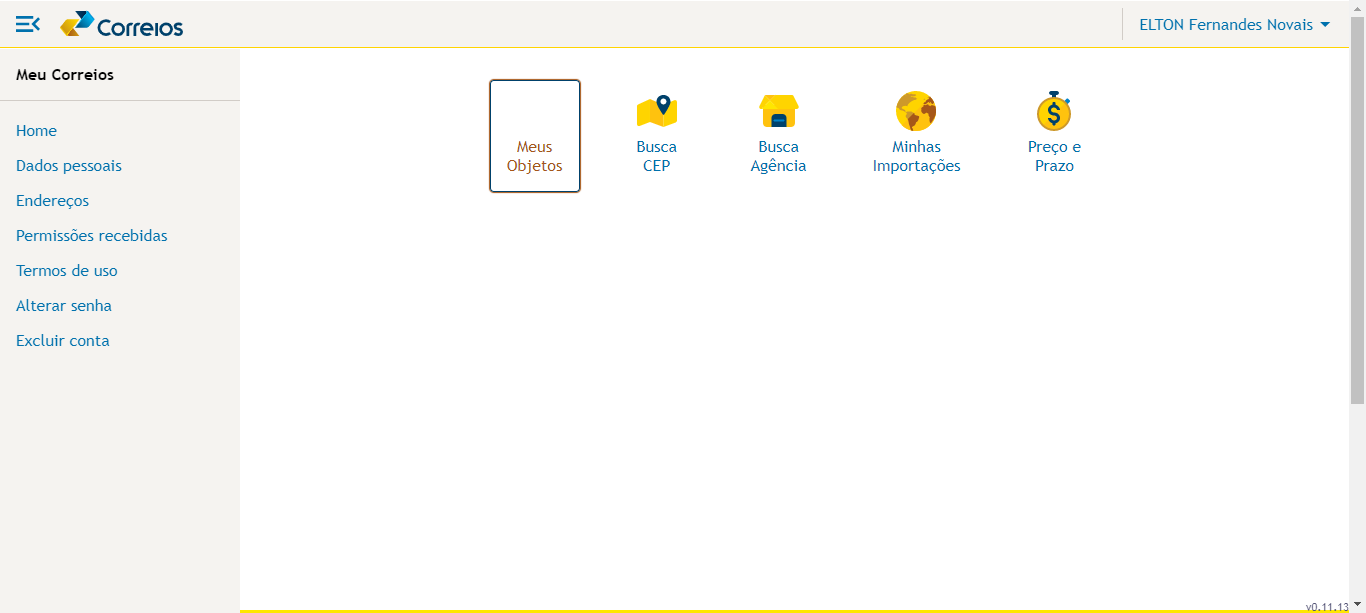 Correios
ELTON Fernandes Novais
Meu Correios
Home
Dados pessoais
Endereços
Permissões recebidas
Termos de uso
Alterar senha
Excluir conta
Meus
Objetos
Busca
CEP
Busca
Agência
Minhas
Importações
Preço e
Prazo
v0.11.13